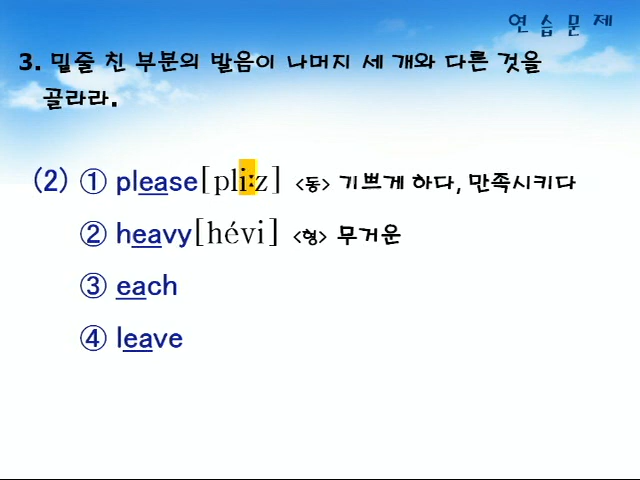 연습문제
3. 밑줄 친 부분의 발음이 나머지 세 개와 다른 것을
골라라.
(2) ① please[pli:z] <동> 기쁘게 하다, 만족시키다
② heavy[hévi] <형> 무거운
③ each
④ leave